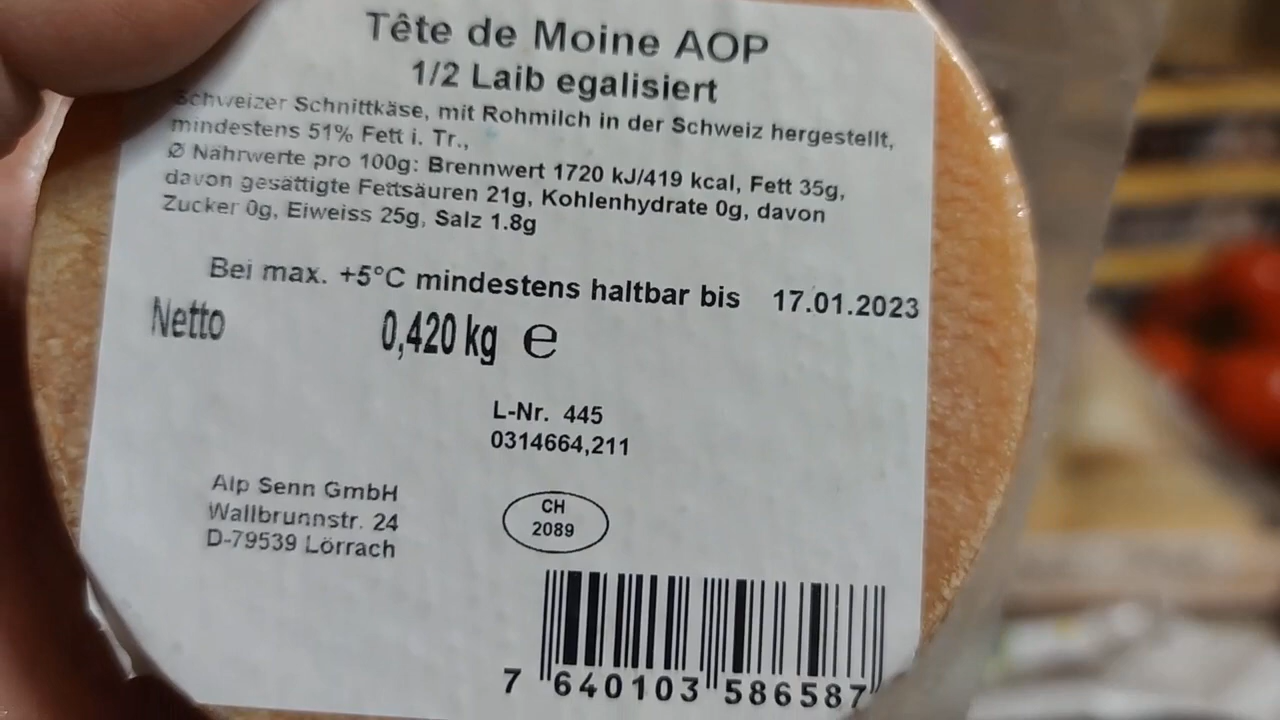 Tête de Moine AOP
1/2 Laib egalisiert
Schweizer Schnittkäse, mit Rohmilch in der Schweiz hergestellt,
mindestens 51% Fett i. Tr.,
Ø Nährwerte pro 100g: Brennwert 1720 kJ/419 kcal, Fett 35g,
davon gesättigte Fettsäuren 21g, Kohlenhydrate 0g, davon
Zucker 0g, Eiweiss 25g, Salz 1.8g
Bei max. +5°C mindestens haltbar bis 17.01.2023
Netto 0,420 kg e
L-Nr. 445
0314664,211
Alp Senn GmbH
Wallbrunnstr. 24
D-79539 Lörrach
CH
2089
7 640103 586587